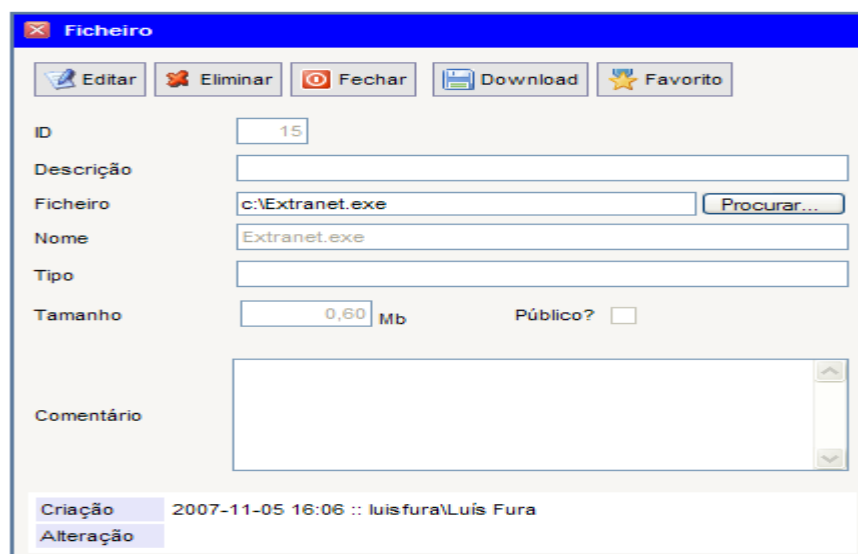 Ficheiro
Editar Eliminar Fechar Download Favorito
ID 15
Descrição
Ficheiro c:\Extranet.exe Procurar...
Nome Extranet.exe
Tipo
Tamanho 0,60 Mb Público?
Comentário
Criação 2007-11-05 16:06 :: luisfura\Luís Fura
Alteração